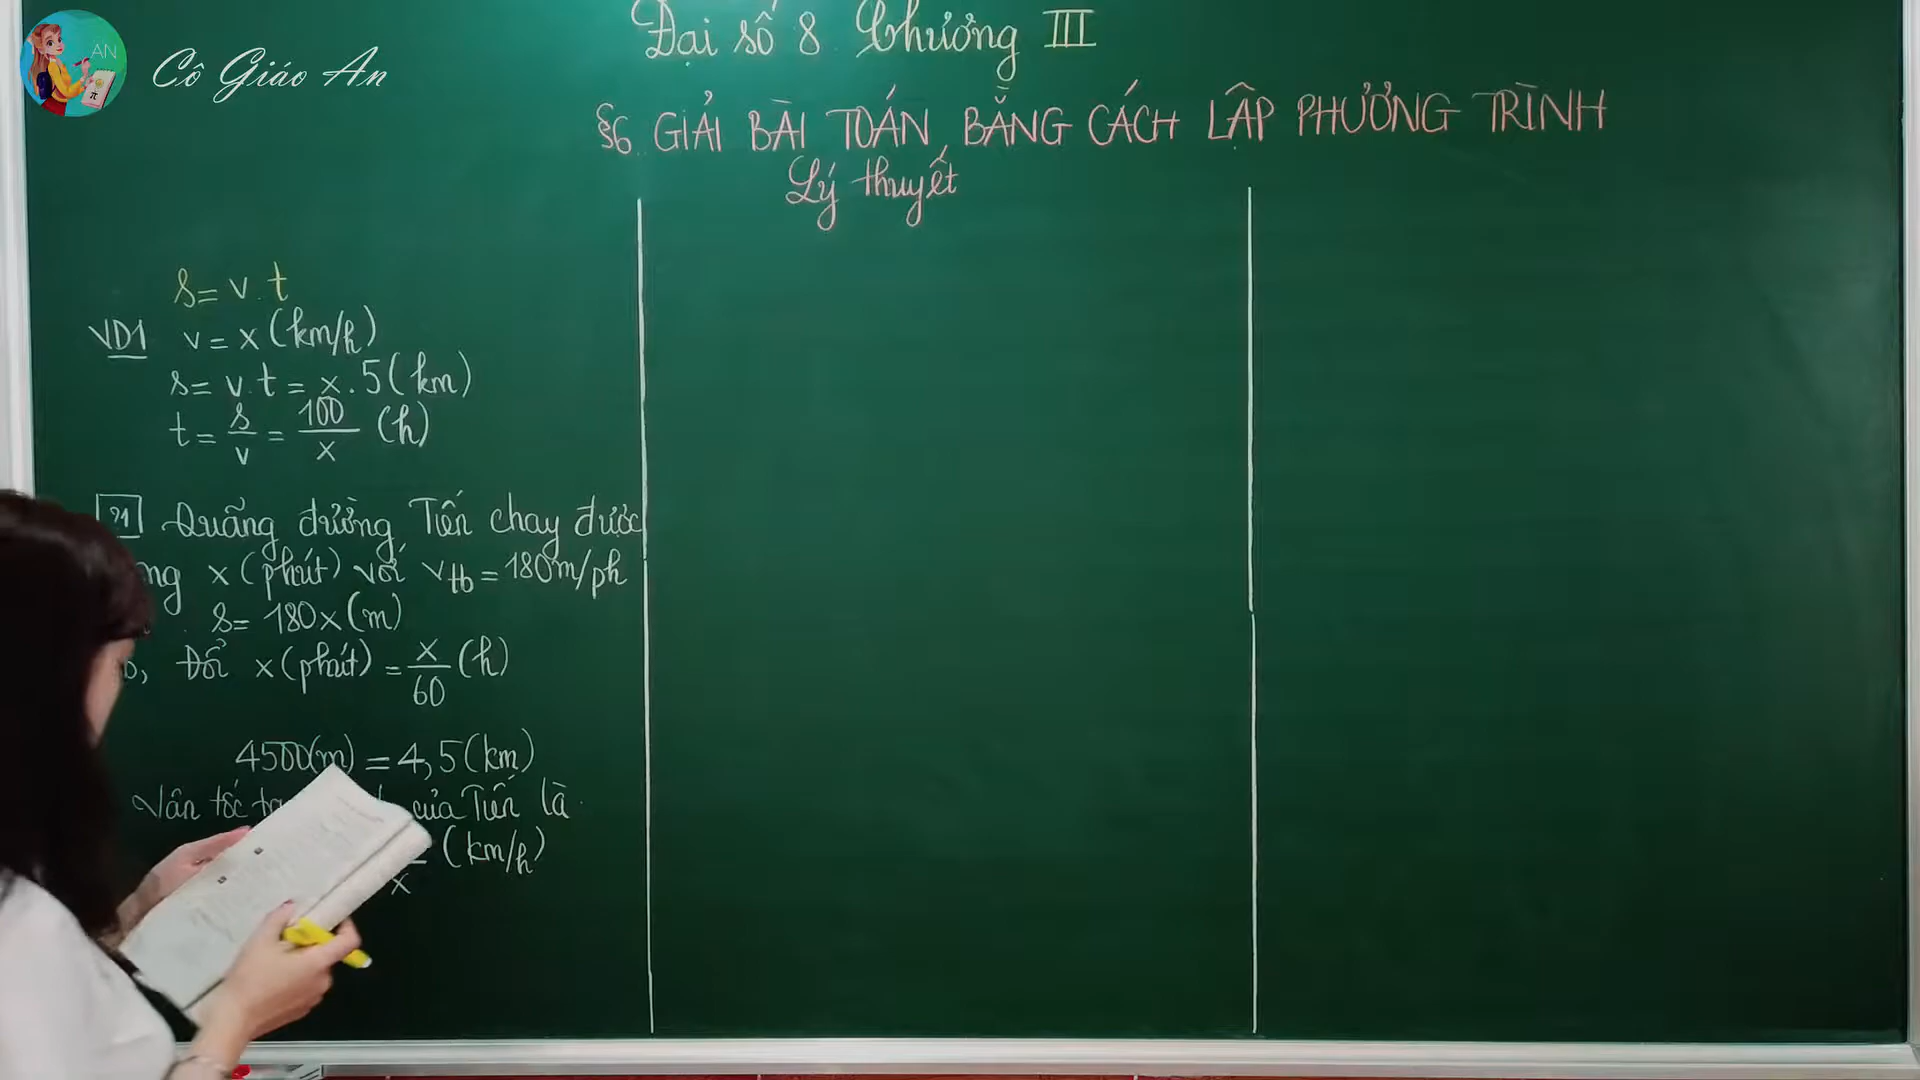 AN
Cô Giáo An
Đại số 8 Chương III
§6 GIẢI BÀI TOÁN BẰNG CÁCH LẬP PHƯƠNG TRÌNH
Lý thuyết
s = v.t
VD1 v = x (km/h)
s = v.t = x.5 (km)
t = s/v = 100/x (h)
?1 Quãng đường Tiến chạy được
x (phút) với vtb = 180m/ph
s = 180x (m)
Đổi x (phút) = x/60 (h)
4500(m) = 4,5 (km)
Vận tốc của Tiến là
x (km/h)